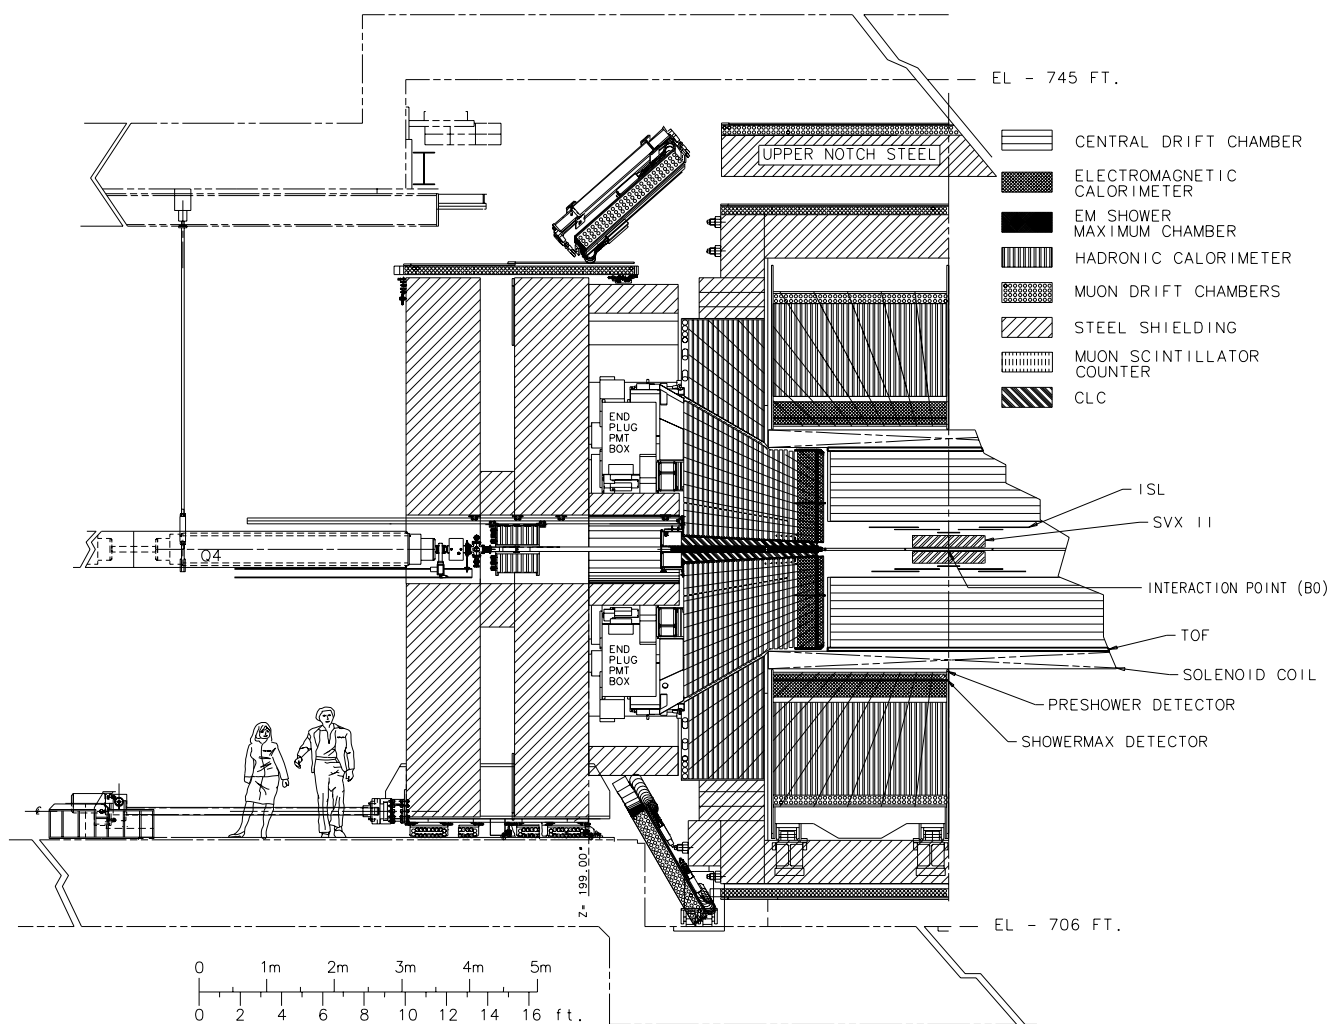 EL - 745 FT.
UPPER NOTCH STEEL
CENTRAL DRIFT CHAMBER
ELECTROMAGNETIC
CALORIMETER
EM SHOWER
MAXIMUM CHAMBER
HADRONIC CALORIMETER
MUON DRIFT CHAMBERS
STEEL SHIELDING
MUON SCINTILLATOR
COUNTER
CLC
END
PLUG
PMT
BOX
ISL
SVX II
Q4
INTERACTION POINT (B0)
TOF
END
PLUG
PMT
BOX
SOLENOID COIL
PRESHOWER DETECTOR
SHOWERMAX DETECTOR
Z= 199.00"
EL - 706 FT.
0 1m 2m 3m 4m 5m
0 2 4 6 8 10 12 14 16 ft.